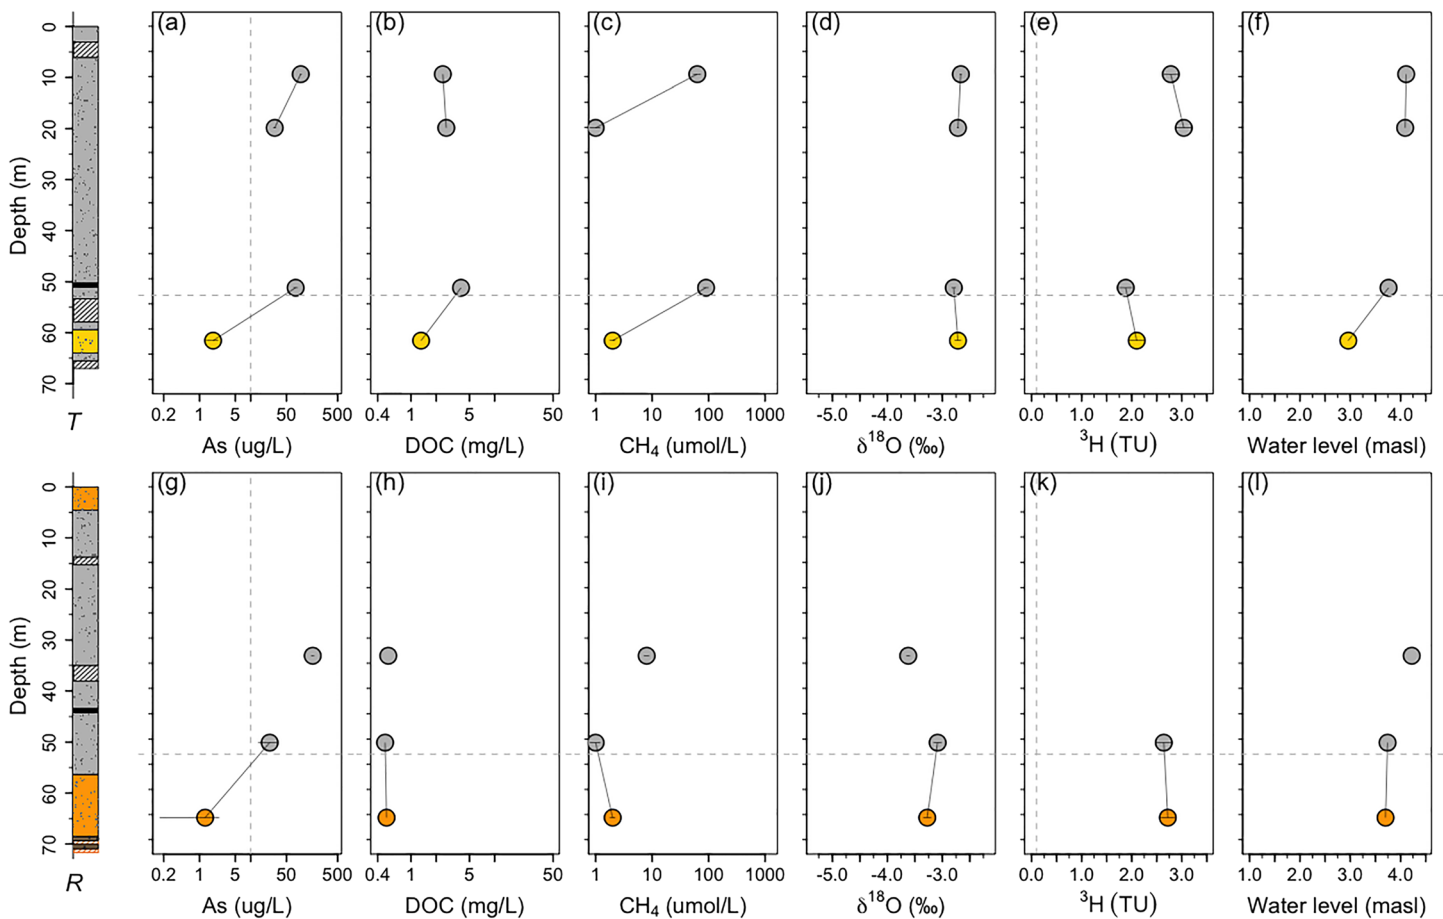 (a) (b) (c) (d) (e) (f)
0
10
20
30
40
50
60
70
Depth (m)
T
0.2 1 5 50 500 0.4 1 5 50 1 10 100 1000 -5.0 -4.0 -3.0 0.0 1.0 2.0 3.0 1.0 2.0 3.0 4.0
As (ug/L) DOC (mg/L) CH₄ (umol/L) δ¹⁸O (‰) ³H (TU) Water level (masl)
(g) (h) (i) (j) (k) (l)
0
10
20
30
40
50
60
70
Depth (m)
R
0.2 1 5 50 500 0.4 1 5 50 1 10 100 1000 -5.0 -4.0 -3.0 0.0 1.0 2.0 3.0 1.0 2.0 3.0 4.0
As (ug/L) DOC (mg/L) CH₄ (umol/L) δ¹⁸O (‰) ³H (TU) Water level (masl)